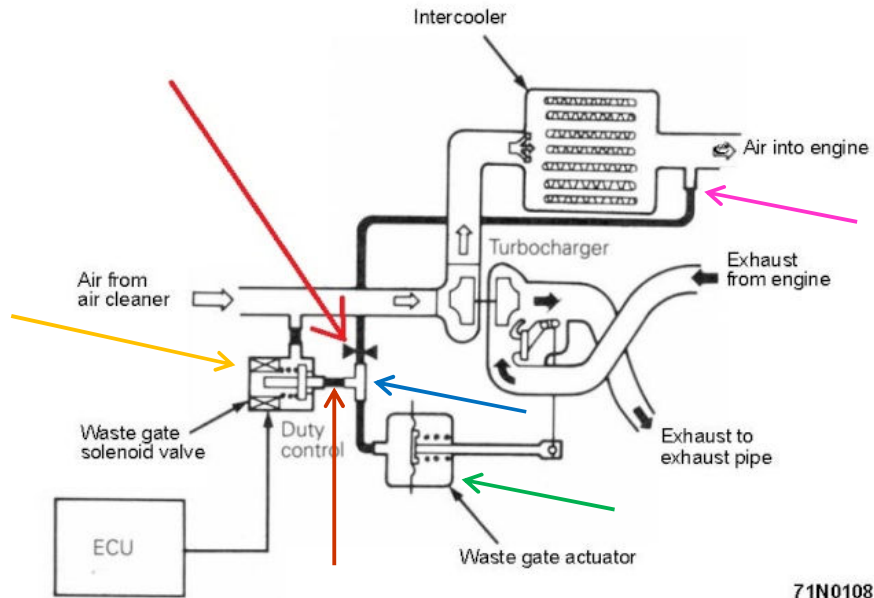 Intercooler
Air into engine
Turbocharger
Exhaust
from engine
Air from
air cleaner
Waste gate
solenoid valve
Duty
control
Exhaust to
exhaust pipe
ECU
Waste gate actuator
71N0108